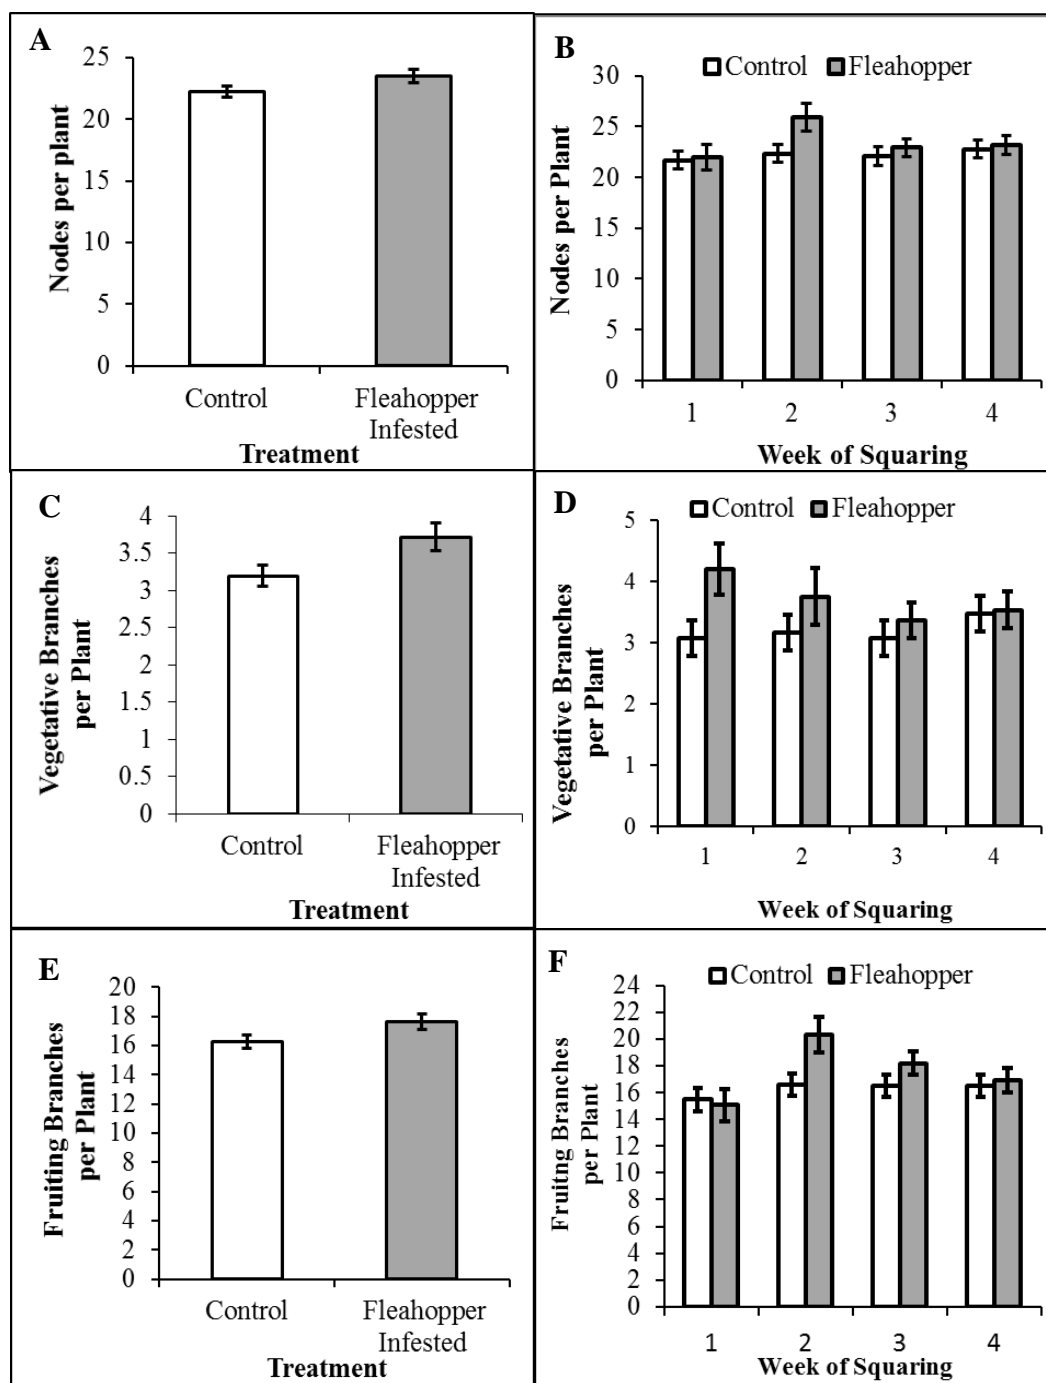 A
25
20
15
10
5
0
Nodes per plant
Control
Fleahopper
Infested
Treatment
B
Control Fleahopper
30
25
20
15
10
5
0
Nodes per Plant
1 2 3 4
Week of Squaring
C
4
3.5
3
2.5
2
1.5
1
0.5
0
Vegetative Branches
per Plant
Control
Fleahopper
Infested
Treatment
D
Control Fleahopper
5
4
3
2
1
0
Vegetative Branches
per Plant
1 2 3 4
Week of Squaring
E
20
18
16
14
12
10
8
6
4
2
0
Fruiting Branches
per Plant
Control
Fleahopper
Infested
Treatment
F
Control Fleahopper
24
22
20
18
16
14
12
10
8
6
4
2
0
Fruitng Branches
per Plant
1 2 3 4
Week of Squaring